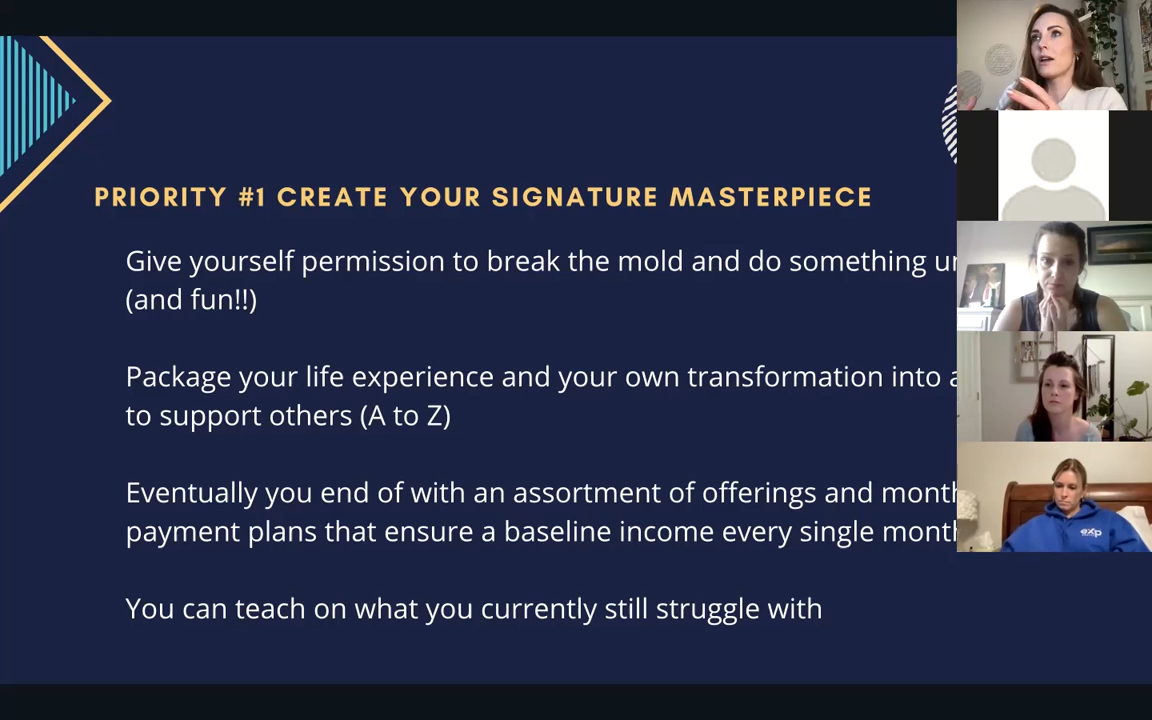 PRIORITY #1 CREATE YOUR SIGNATURE MASTERPIECE
Give yourself permission to break the mold and do something
(and fun!!)
Package your life experience and your own transformation into
to support others (A to Z)
Eventually you end of with an assortment of offerings and
payment plans that ensure a baseline income every single month
You can teach on what you currently still struggle with
exp